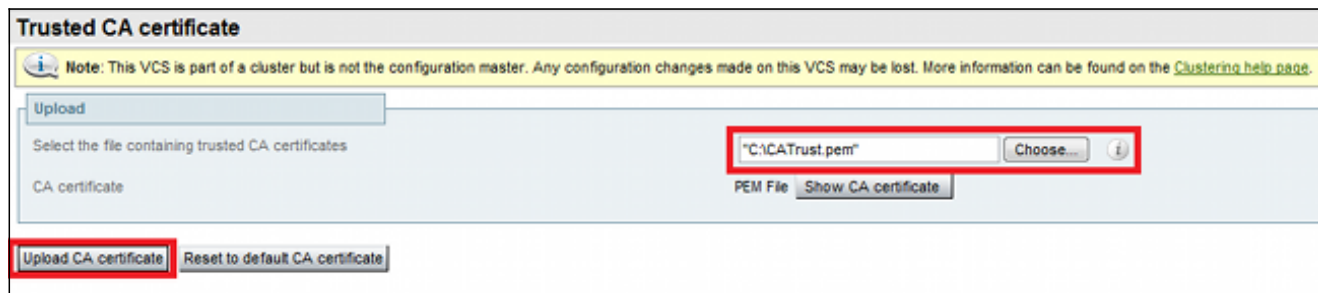 Trusted CA certificate
Note: This VCS is part of a cluster but is not the configuration master. Any configuration changes made on this VCS may be lost. More information can be found on the Clustering help page.
Upload
Select the file containing trusted CA certificates "C:\CATrust.pem" Choose... i
CA certificate PEM File Show CA certificate
Upload CA certificate Reset to default CA certificate